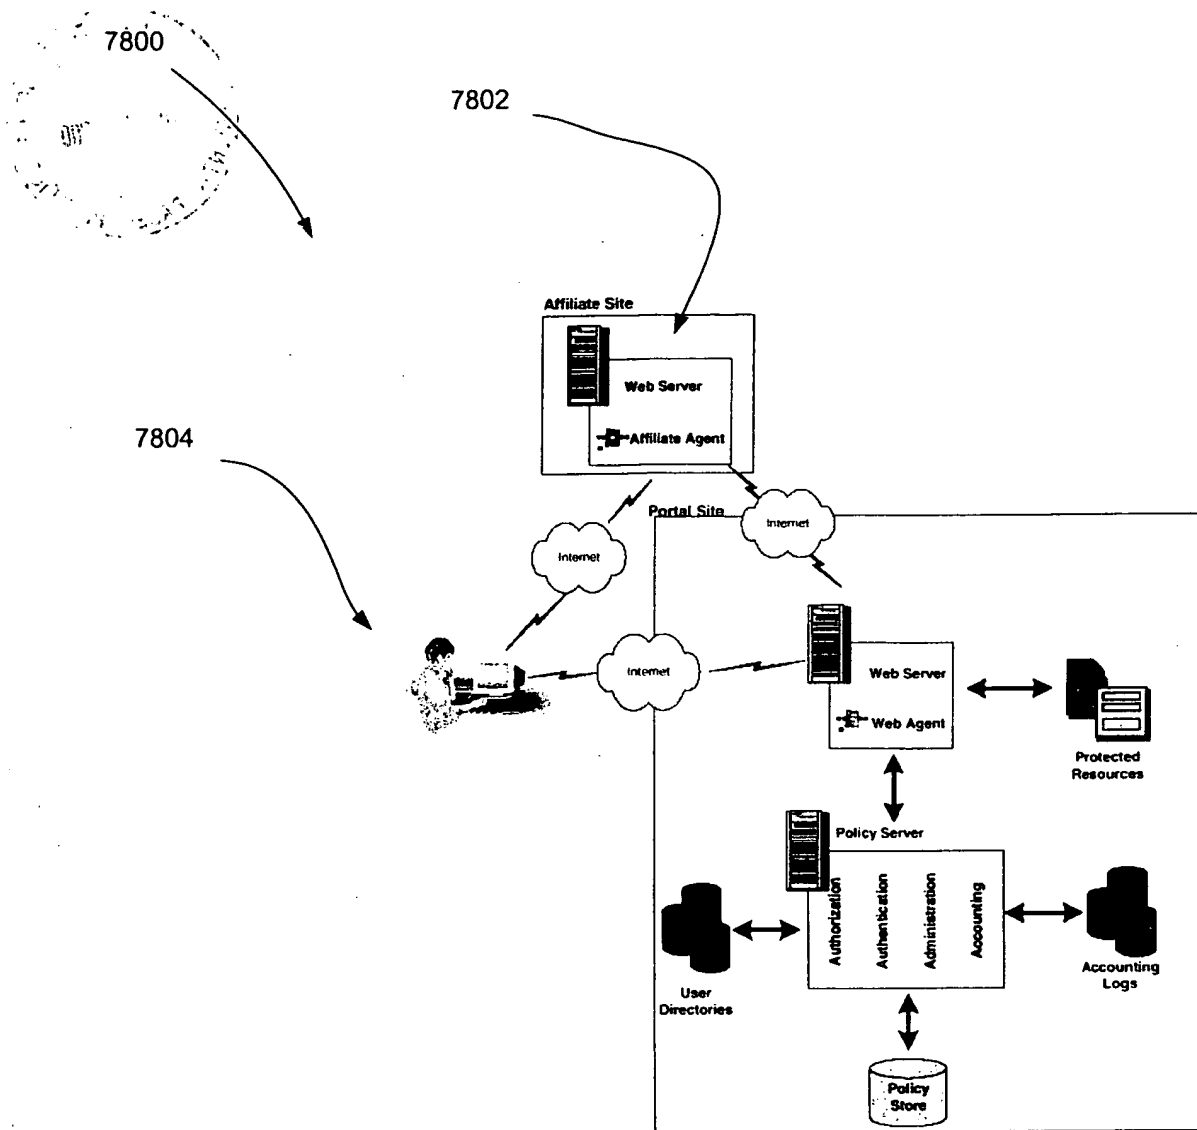 7800
7802
Affiliate Site
Web Server
Affiliate Agent
7804
Portal Site
Internet
Internet
Internet
Web Server
Web Agent
Protected
Resources
Policy Server
Authorization
Authentication
Administration
Accounting
User
Directories
Accounting
Logs
Policy
Store